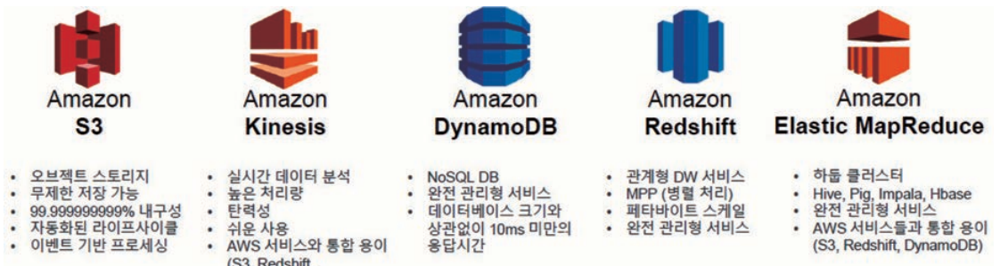 Amazon
S3
• 오브젝트 스토리지
• 무제한 저장 가능
• 99.999999999% 내구성
• 자동화된 라이프사이클
• 이벤트 기반 프로세싱
Amazon
Kinesis
• 실시간 데이터 분석
• 높은 처리량
• 탄력성
• 쉬운 사용
• AWS 서비스와 통합 용이
(S3, Redshift
Amazon
DynamoDB
• NoSQL DB
• 완전 관리형 서비스
• 데이터베이스 크기와
상관없이 10ms 미만의
응답시간
Amazon
Redshift
• 관계형 DW 서비스
• MPP (병렬 처리)
• 페타바이트 스케일
• 완전 관리형 서비스
Amazon
Elastic MapReduce
• 하둡 클러스터
• Hive, Pig, Impala, Hbase
• 완전 관리형 서비스
• AWS 서비스들과 통합 용이
(S3, Redshift, DynamoDB)